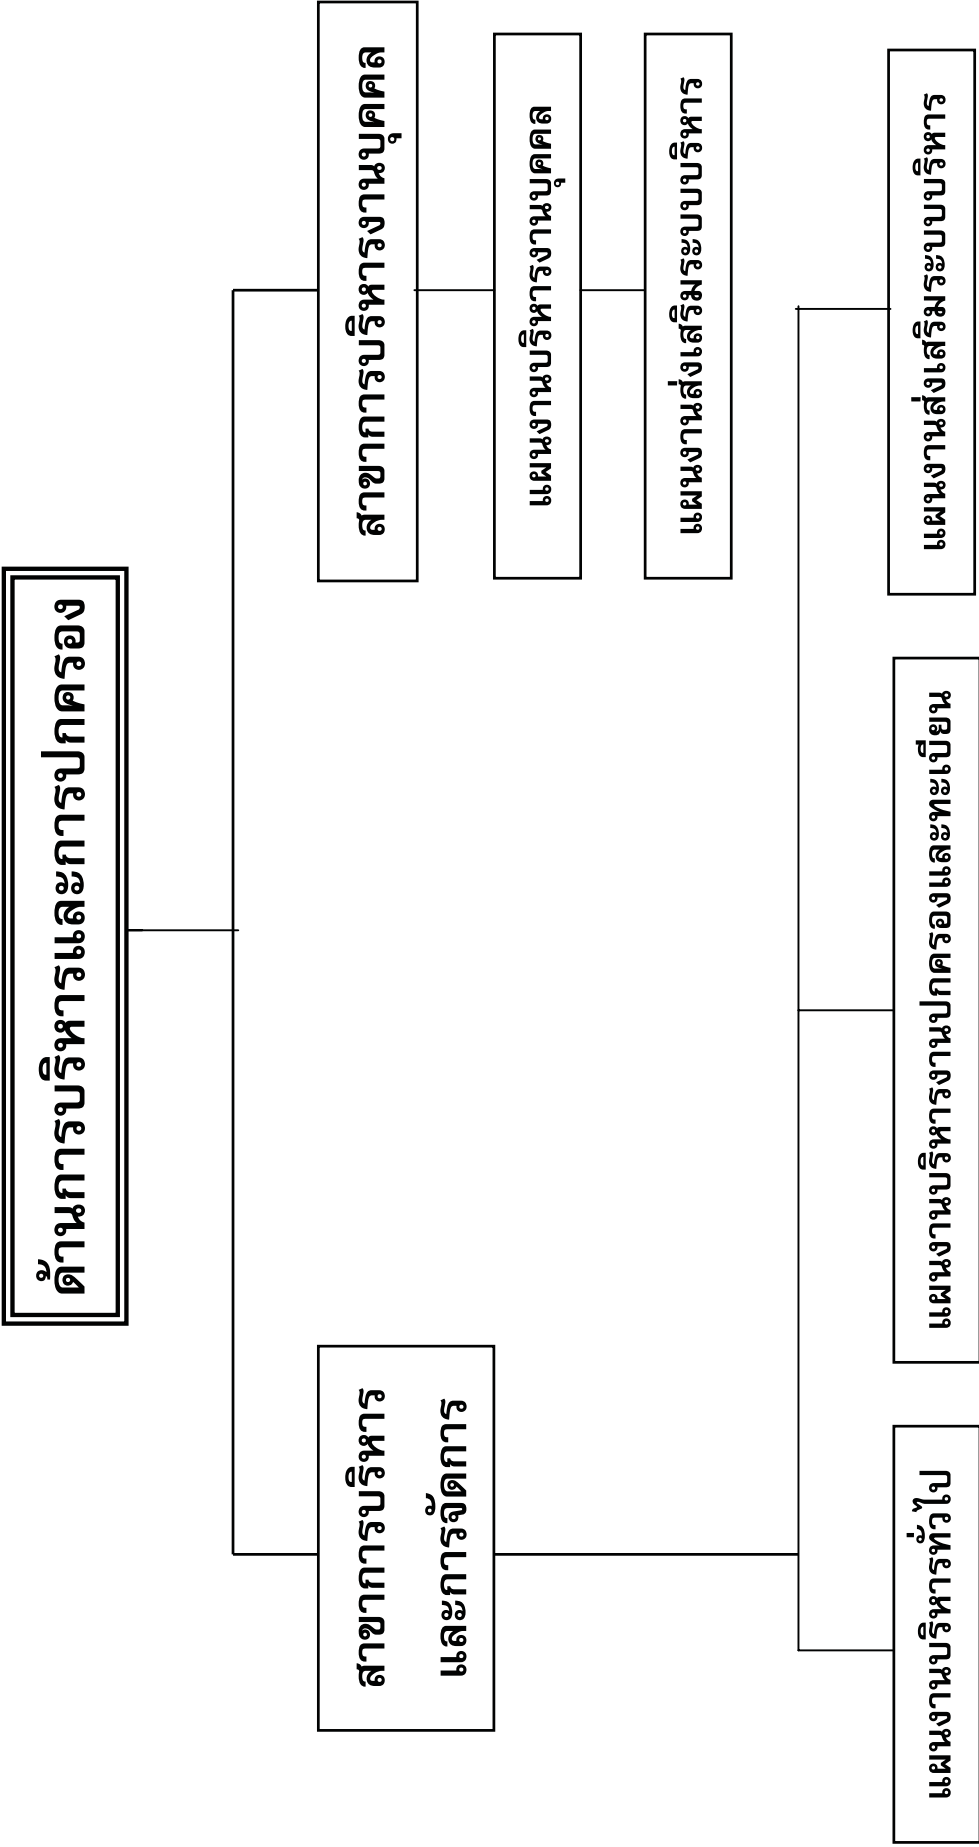 ด้านการบริหารและการปกครอง
สาขาการบริหาร
และการจัดการ
สาขาการบริหารงานบุคคล
แผนงานบริหารงานบุคคล
แผนงานส่งเสริมระบบบริหาร
แผนงานบริหารทั่วไป
แผนงานบริหารงานปกครองและทะเบียน
แผนงานส่งเสริมระบบบริหาร